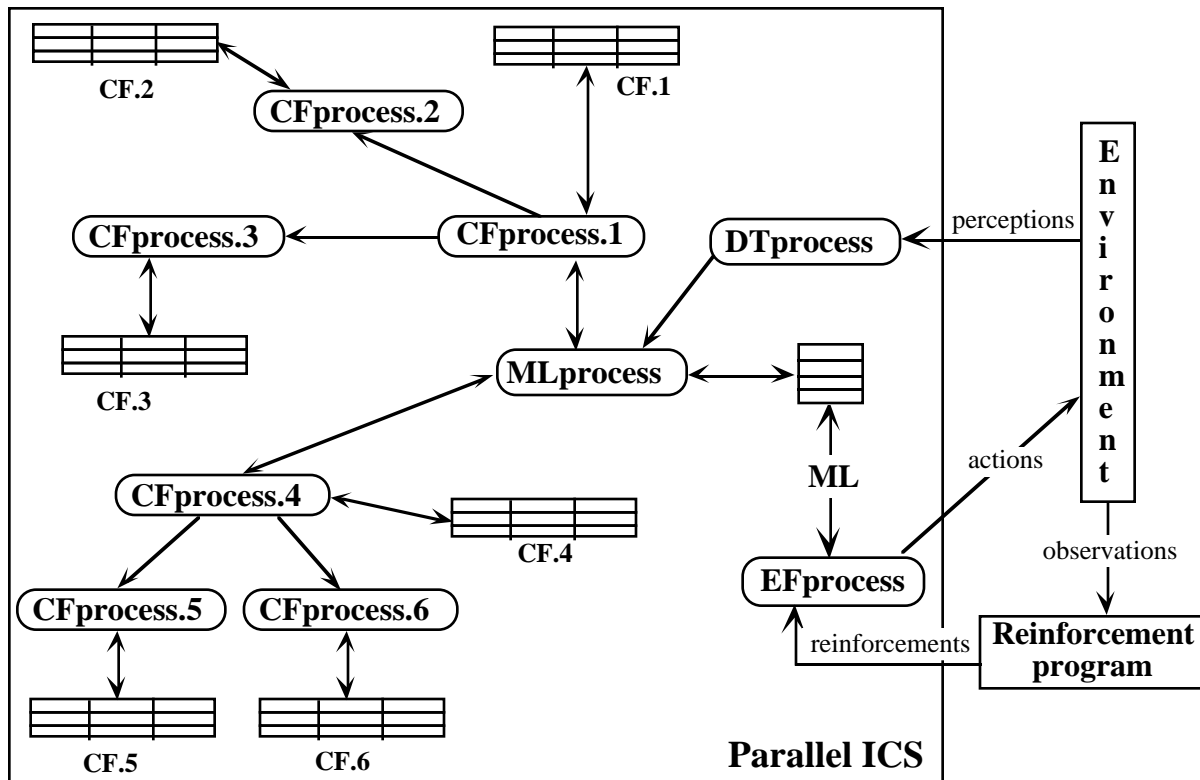 CF.2
CF.1
CFprocess.2
CFprocess.3
CFprocess.1
DTprocess
perceptions
Environment
MLprocess
CF.3
ML
actions
CFprocess.4
CF.4
observations
EFprocess
CFprocess.5
CFprocess.6
reinforcements
Reinforcement
program
CF.5
CF.6
Parallel ICS